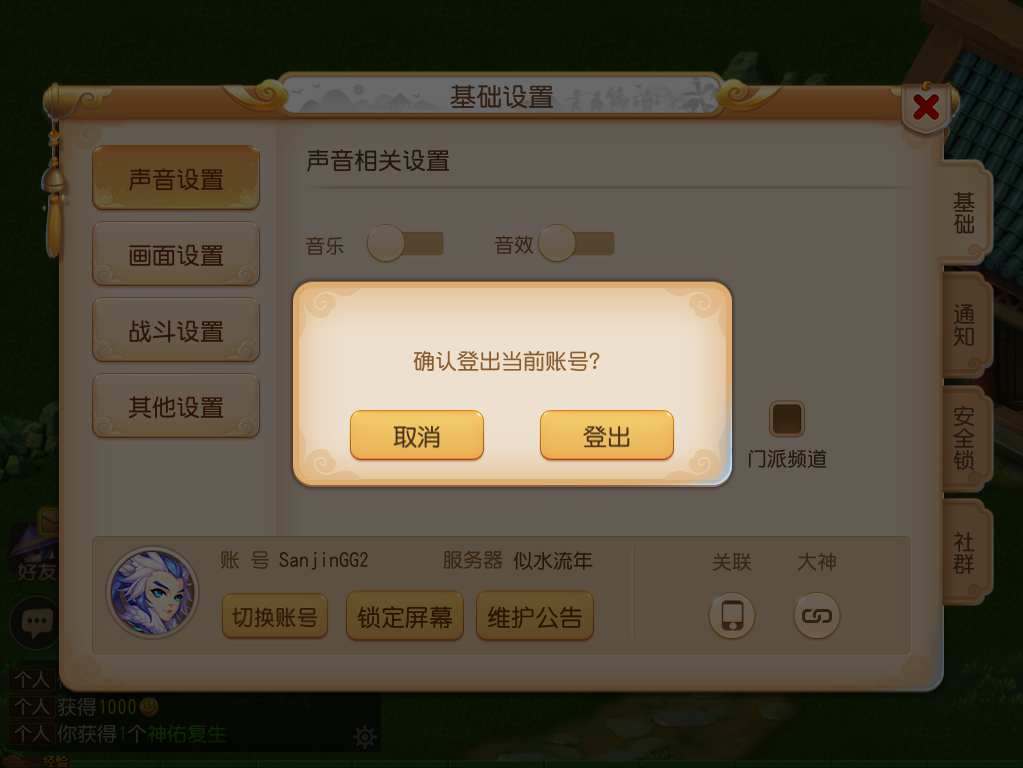 基础设置
声音设置
画面设置
战斗设置
其他设置
声音相关设置
音乐
音效
确认登出当前账号?
取消
登出
门派频道
基础
通知
安全锁
社群
账 号 SanjinGG2
服务器 似水流年
关联
大神
切换账号
锁定屏幕
维护公告
好友
个人
个人 获得1000
个人 你获得1个神佑复生
经验